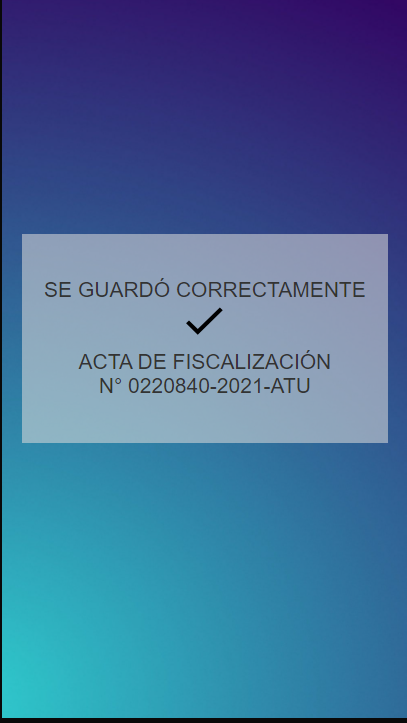 SE GUARDÓ CORRECTAMENTE
ACTA DE FISCALIZACIÓN
N° 0220840-2021-ATU